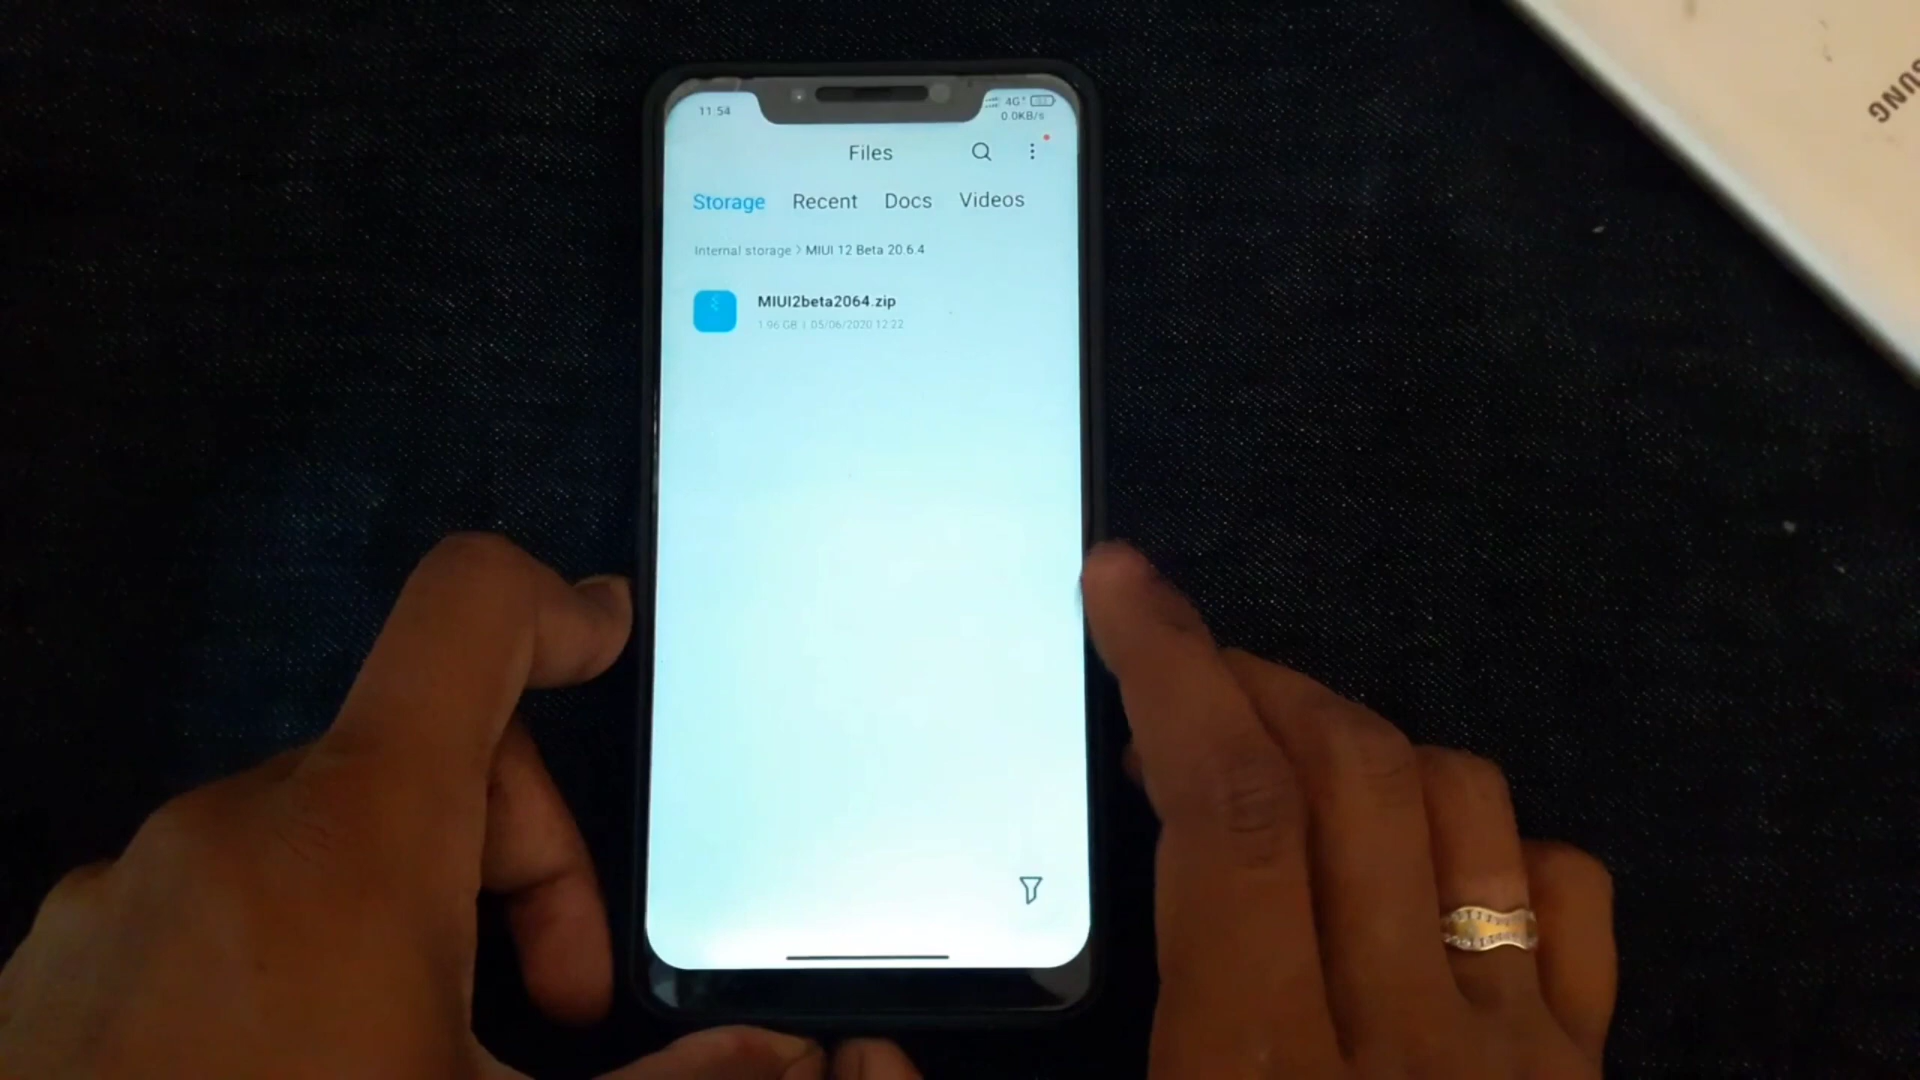 11:54
4G+
0.0KB/s
Files
Storage Recent Docs Videos
Internal storage > MIUI 12 Beta 20.6.4
MIUI2beta2064.zip
1.96 GB | 05/06/2020 12:22
SUNG